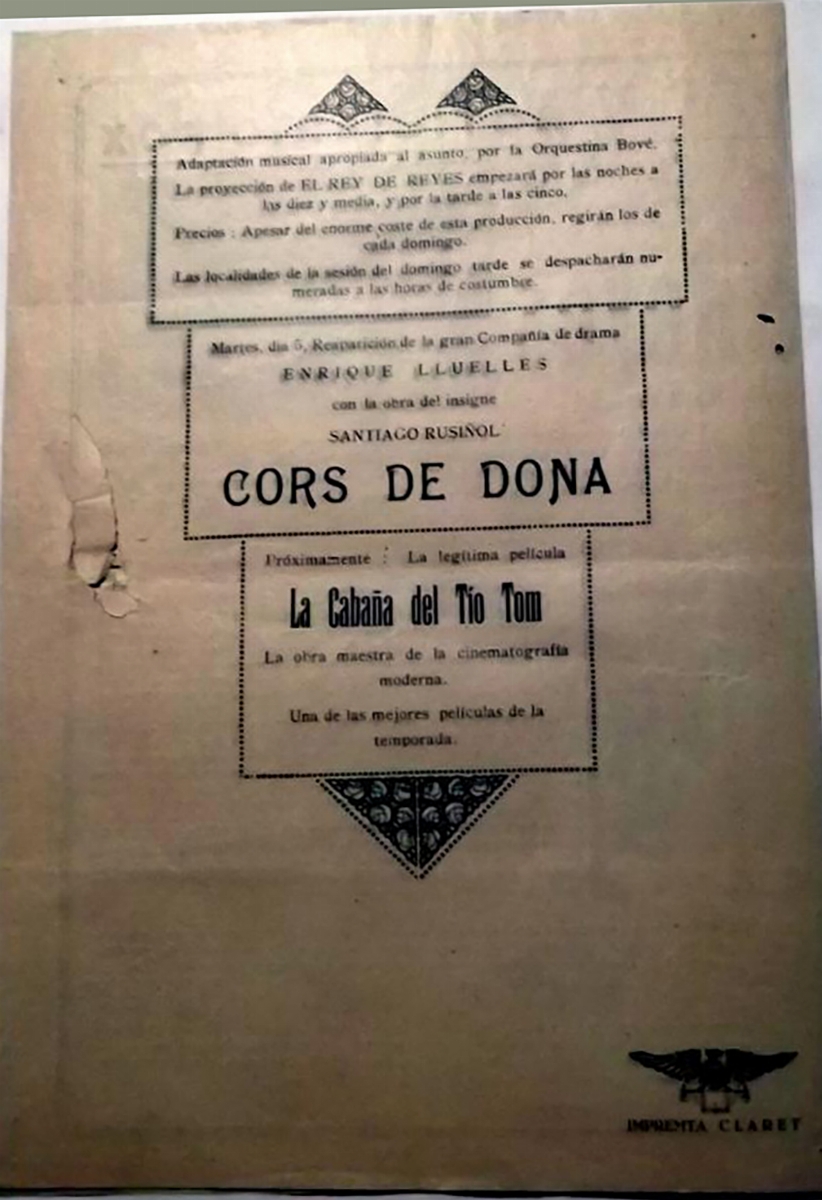 Adaptación musical apropiada al asunto, por la Orquestina Bové.
La proyección de EL REY DE REYES empezará por las noches a
las diez y media, y por la tarde a las cinco.
Precios : Apesar del enorme coste de esta producción, regirán los de
cada domingo.
Las localidades de la sesión del domingo tarde se despacharán nu-
meradas a las horas de costumbre.
Martes, dia 5, Reaparición de la gran Compañía de drama
ENRIQUE LLUELLES
con la obra del insigne
SANTIAGO RUSIÑOL
CORS DE DONA
Próximamente : La legítima película
La Cabaña del Tío Tom
La obra maestra de la cinematografía
moderna.
Una de las mejores películas de la
temporada.
IMPRENTA CLARET